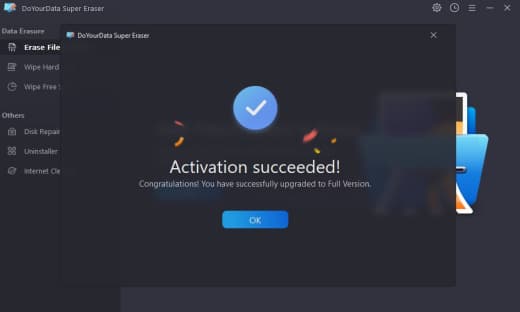 DoYourData Super Eraser
Data Erasure
DoYourData Super Eraser
Erase File
Wipe Hard
Wipe Free
Others
Disk Repair
Uninstaller
Internet Cle
Activation succeeded!
Congratulations! You have successfully upgraded to Full Version.
OK